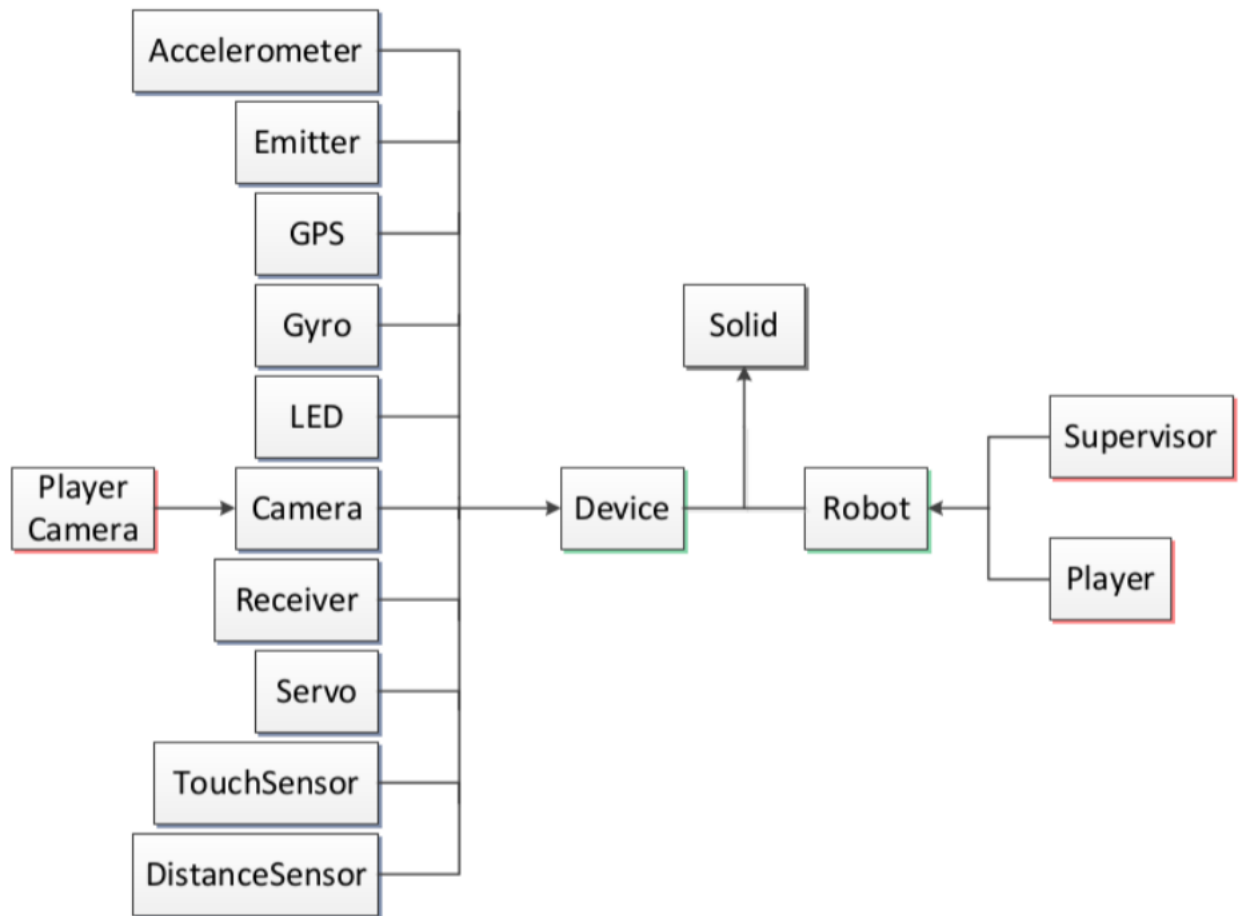 Accelerometer
Emitter
GPS
Gyro
LED
Player
Camera
Camera
Receiver
Servo
TouchSensor
DistanceSensor
Device
Solid
Robot
Supervisor
Player